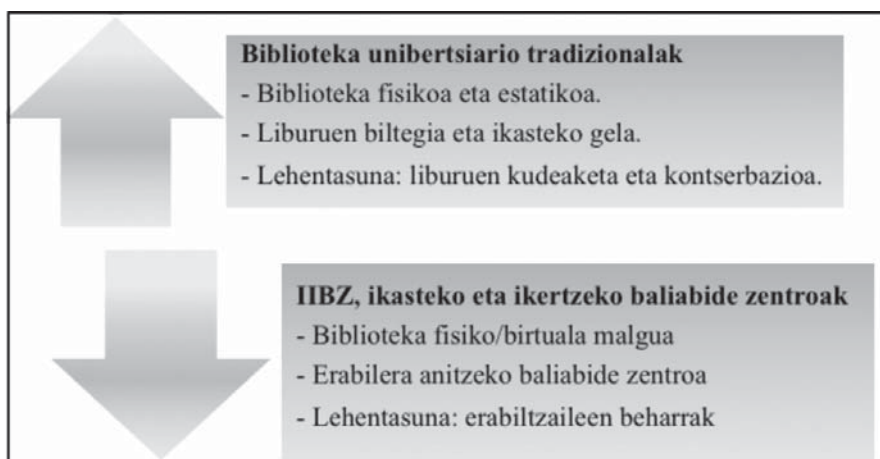 Biblioteka unibertsiario tradizionalak
- Biblioteka fisikoa eta estatikoa.
- Liburuen biltegia eta ikasteko gela.
- Lehentasuna: liburuen kudeaketa eta kontserbazioa.
IIBZ, ikasteko eta ikertzeko baliabide zentroak
- Biblioteka fisiko/birtuala malgua
- Erabilera anitzeko baliabide zentroa
- Lehentasuna: erabiltzaileen beharrak